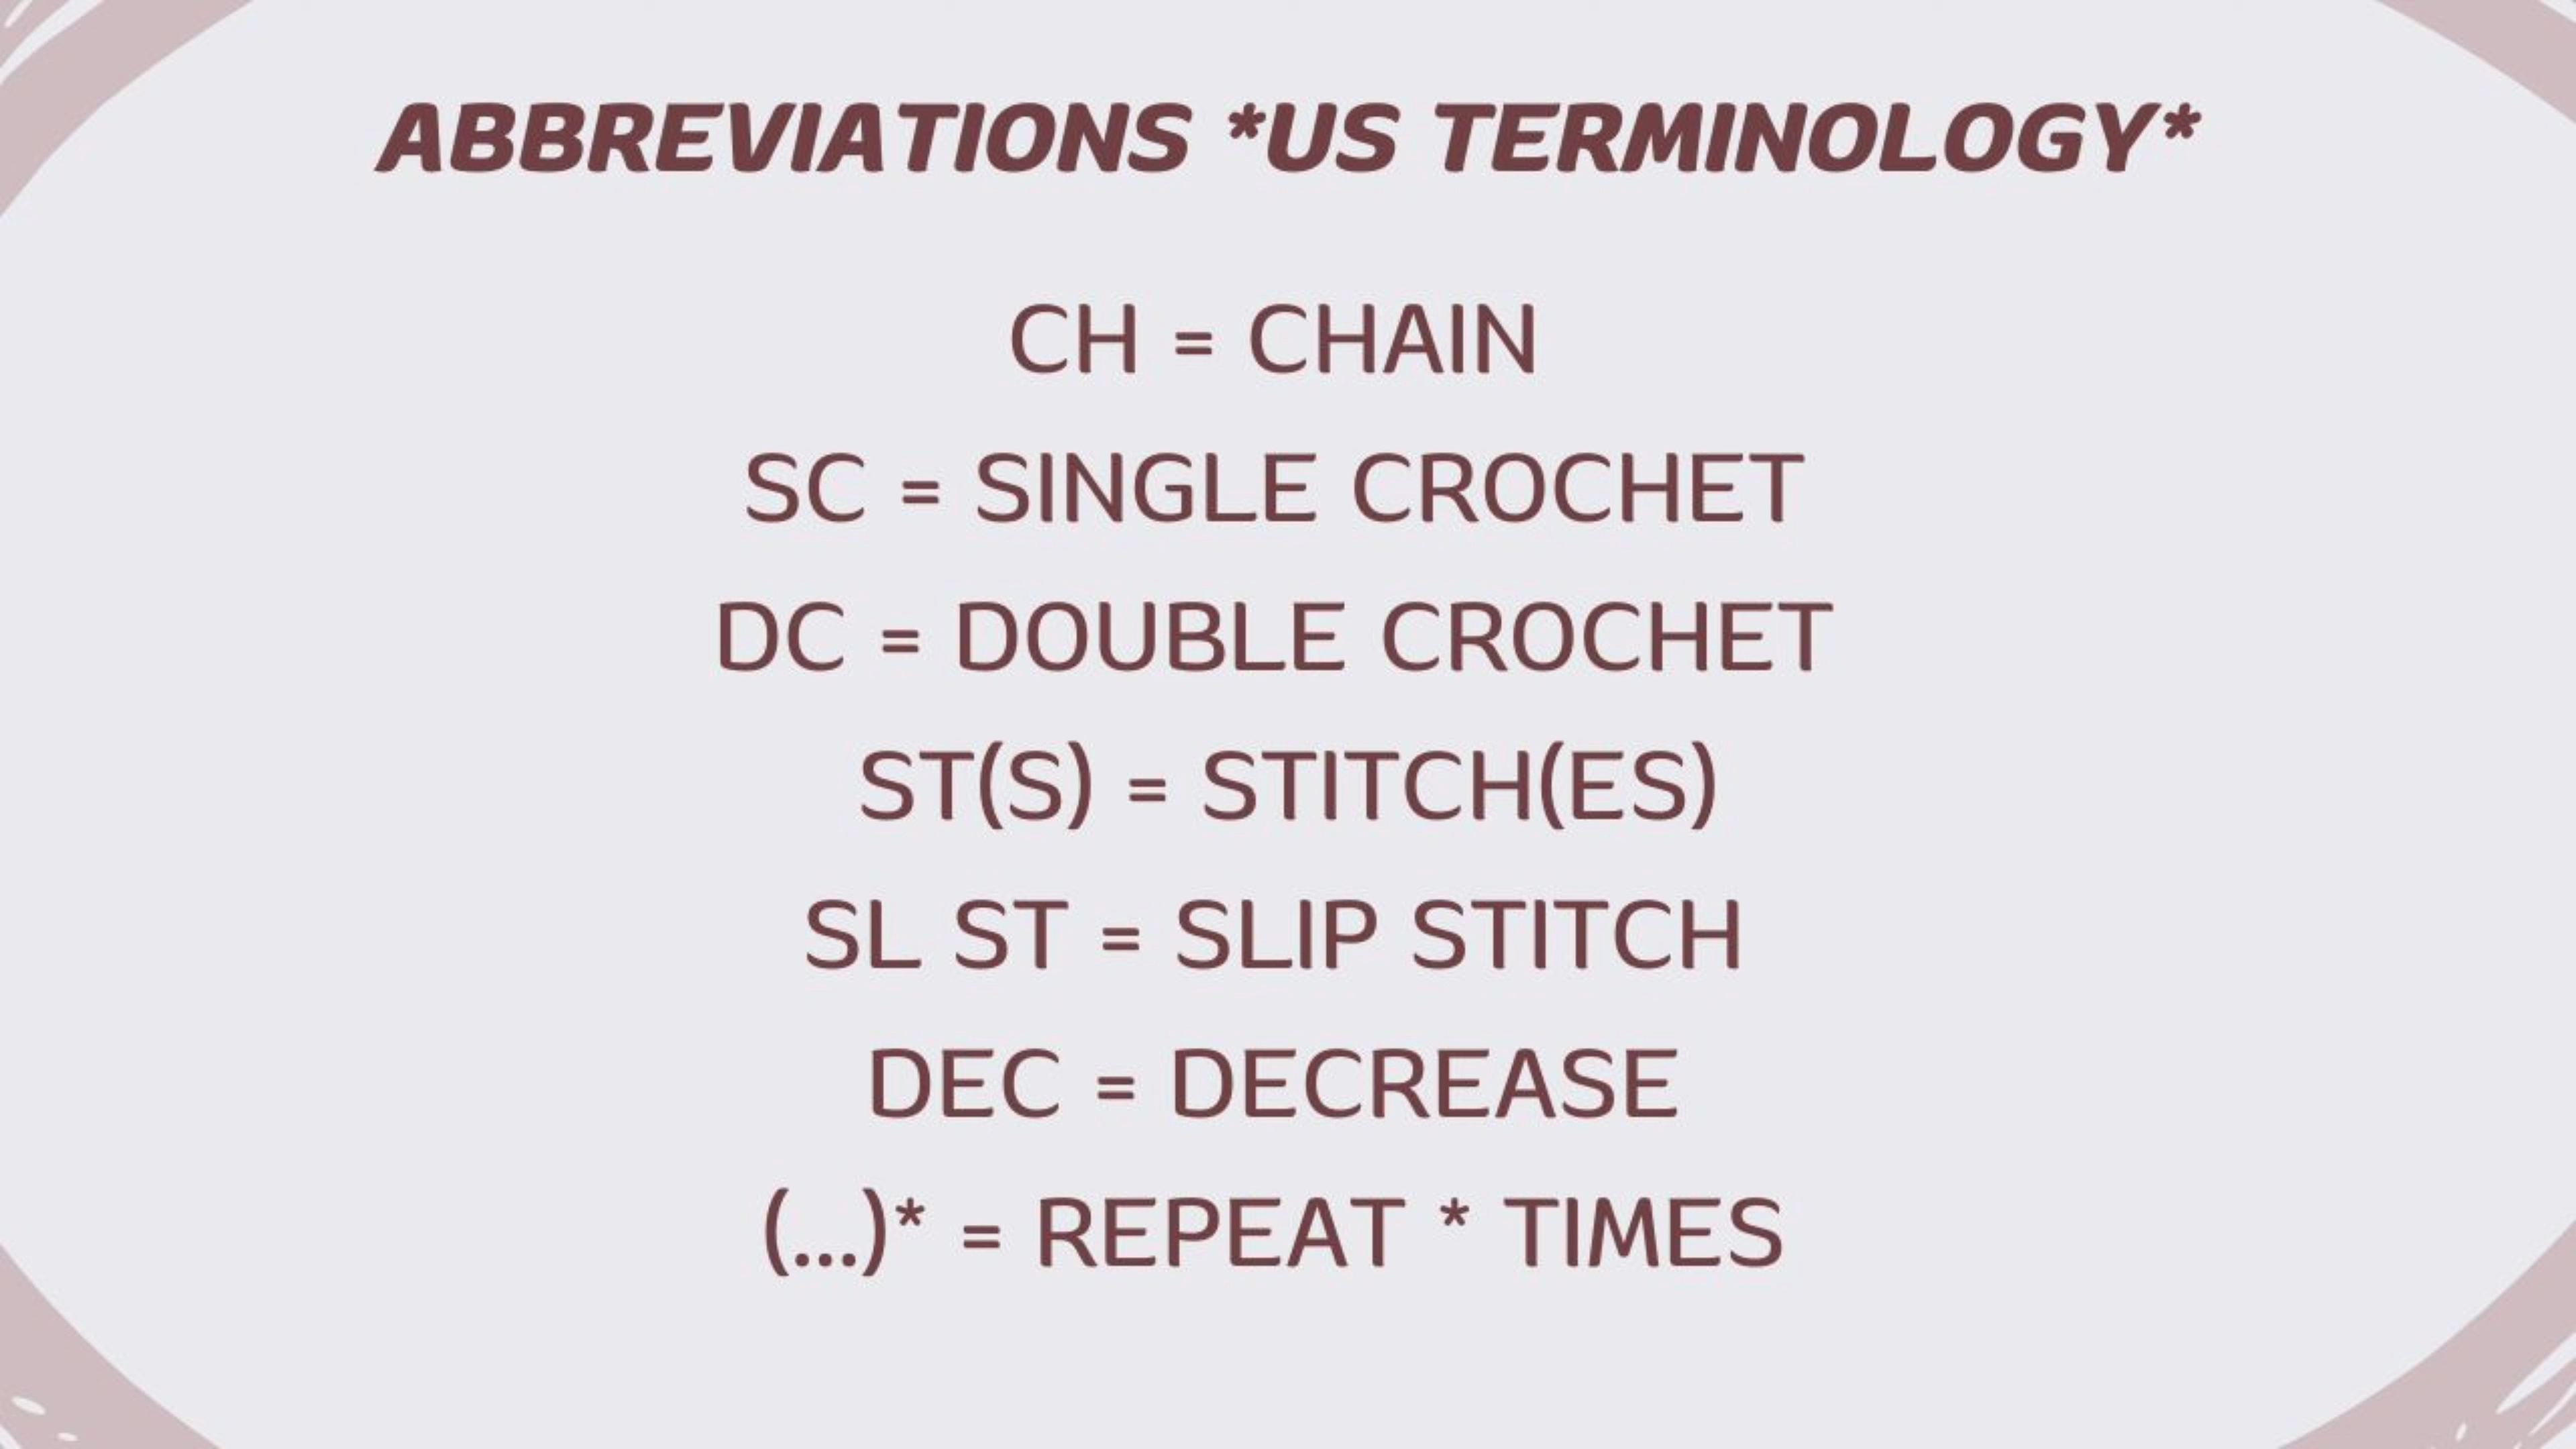 ABBREVIATIONS *US TERMINOLOGY*
CH = CHAIN
SC = SINGLE CROCHET
DC = DOUBLE CROCHET
ST(S) = STITCH(ES)
SL ST = SLIP STITCH
DEC = DECREASE
(...)* = REPEAT * TIMES